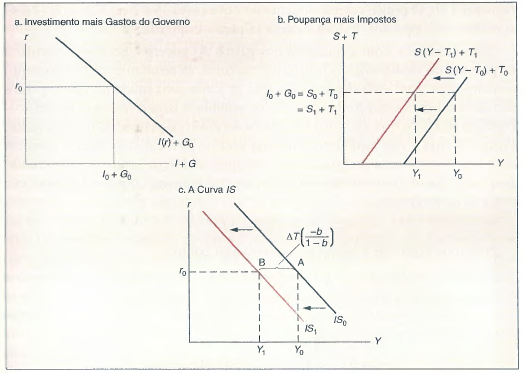 a. Investimento mais Gastos do Governo
r
r₀
I(r) + G₀
I + G
I₀ + G₀
b. Poupança mais Impostos
S + T
S (Y – T₁) + T₁
S (Y – T₀) + T₀
I₀ + G₀ = S₀ + T₀
= S₁ + T₁
Y₁
Y₀
Y
c. A Curva IS
r
ΔT(–b / 1 – b)
r₀
B
A
IS₁
IS₀
Y₁
Y₀
Y